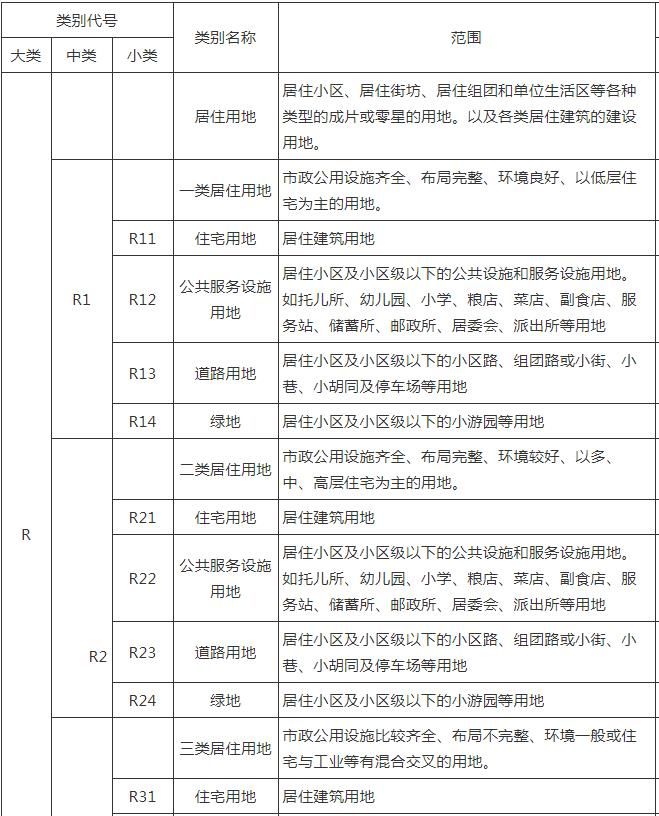 类别代号
类别名称
范围
大类
中类
小类
居住用地
居住小区、居住街坊、居住组团和单位生活区等各种
类型的成片或零星的用地。以及各类居住建筑的建设
用地。
一类居住用地
市政公用设施齐全、布局完整、环境良好、以低层住
宅为主的用地。
R11
住宅用地
居住建筑用地
R1
R12
公共服务设施
用地
居住小区及小区级以下的公共设施和服务设施用地。
如托儿所、幼儿园、小学、粮店、菜店、副食店、服
务站、储蓄所、邮政所、居委会、派出所等用地
R13
道路用地
居住小区及小区级以下的小区路、组团路或小街、小
巷、小胡同及停车场等用地
R14
绿地
居住小区及小区级以下的小游园等用地
二类居住用地
市政公用设施齐全、布局完整、环境较好、以多、
中、高层住宅为主的用地。
R
R21
住宅用地
居住建筑用地
R22
公共服务设施
用地
居住小区及小区级以下的公共设施和服务设施用地。
如托儿所、幼儿园、小学、粮店、菜店、副食店、服
务站、储蓄所、邮政所、居委会、派出所等用地
R2
R23
道路用地
居住小区及小区级以下的小区路、组团路或小街、小
巷、小胡同及停车场等用地
R24
绿地
居住小区及小区级以下的小游园等用地
三类居住用地
市政公用设施比较齐全、布局不完整、环境一般或住
宅与工业等有混合交叉的用地。
R31
住宅用地
居住建筑用地